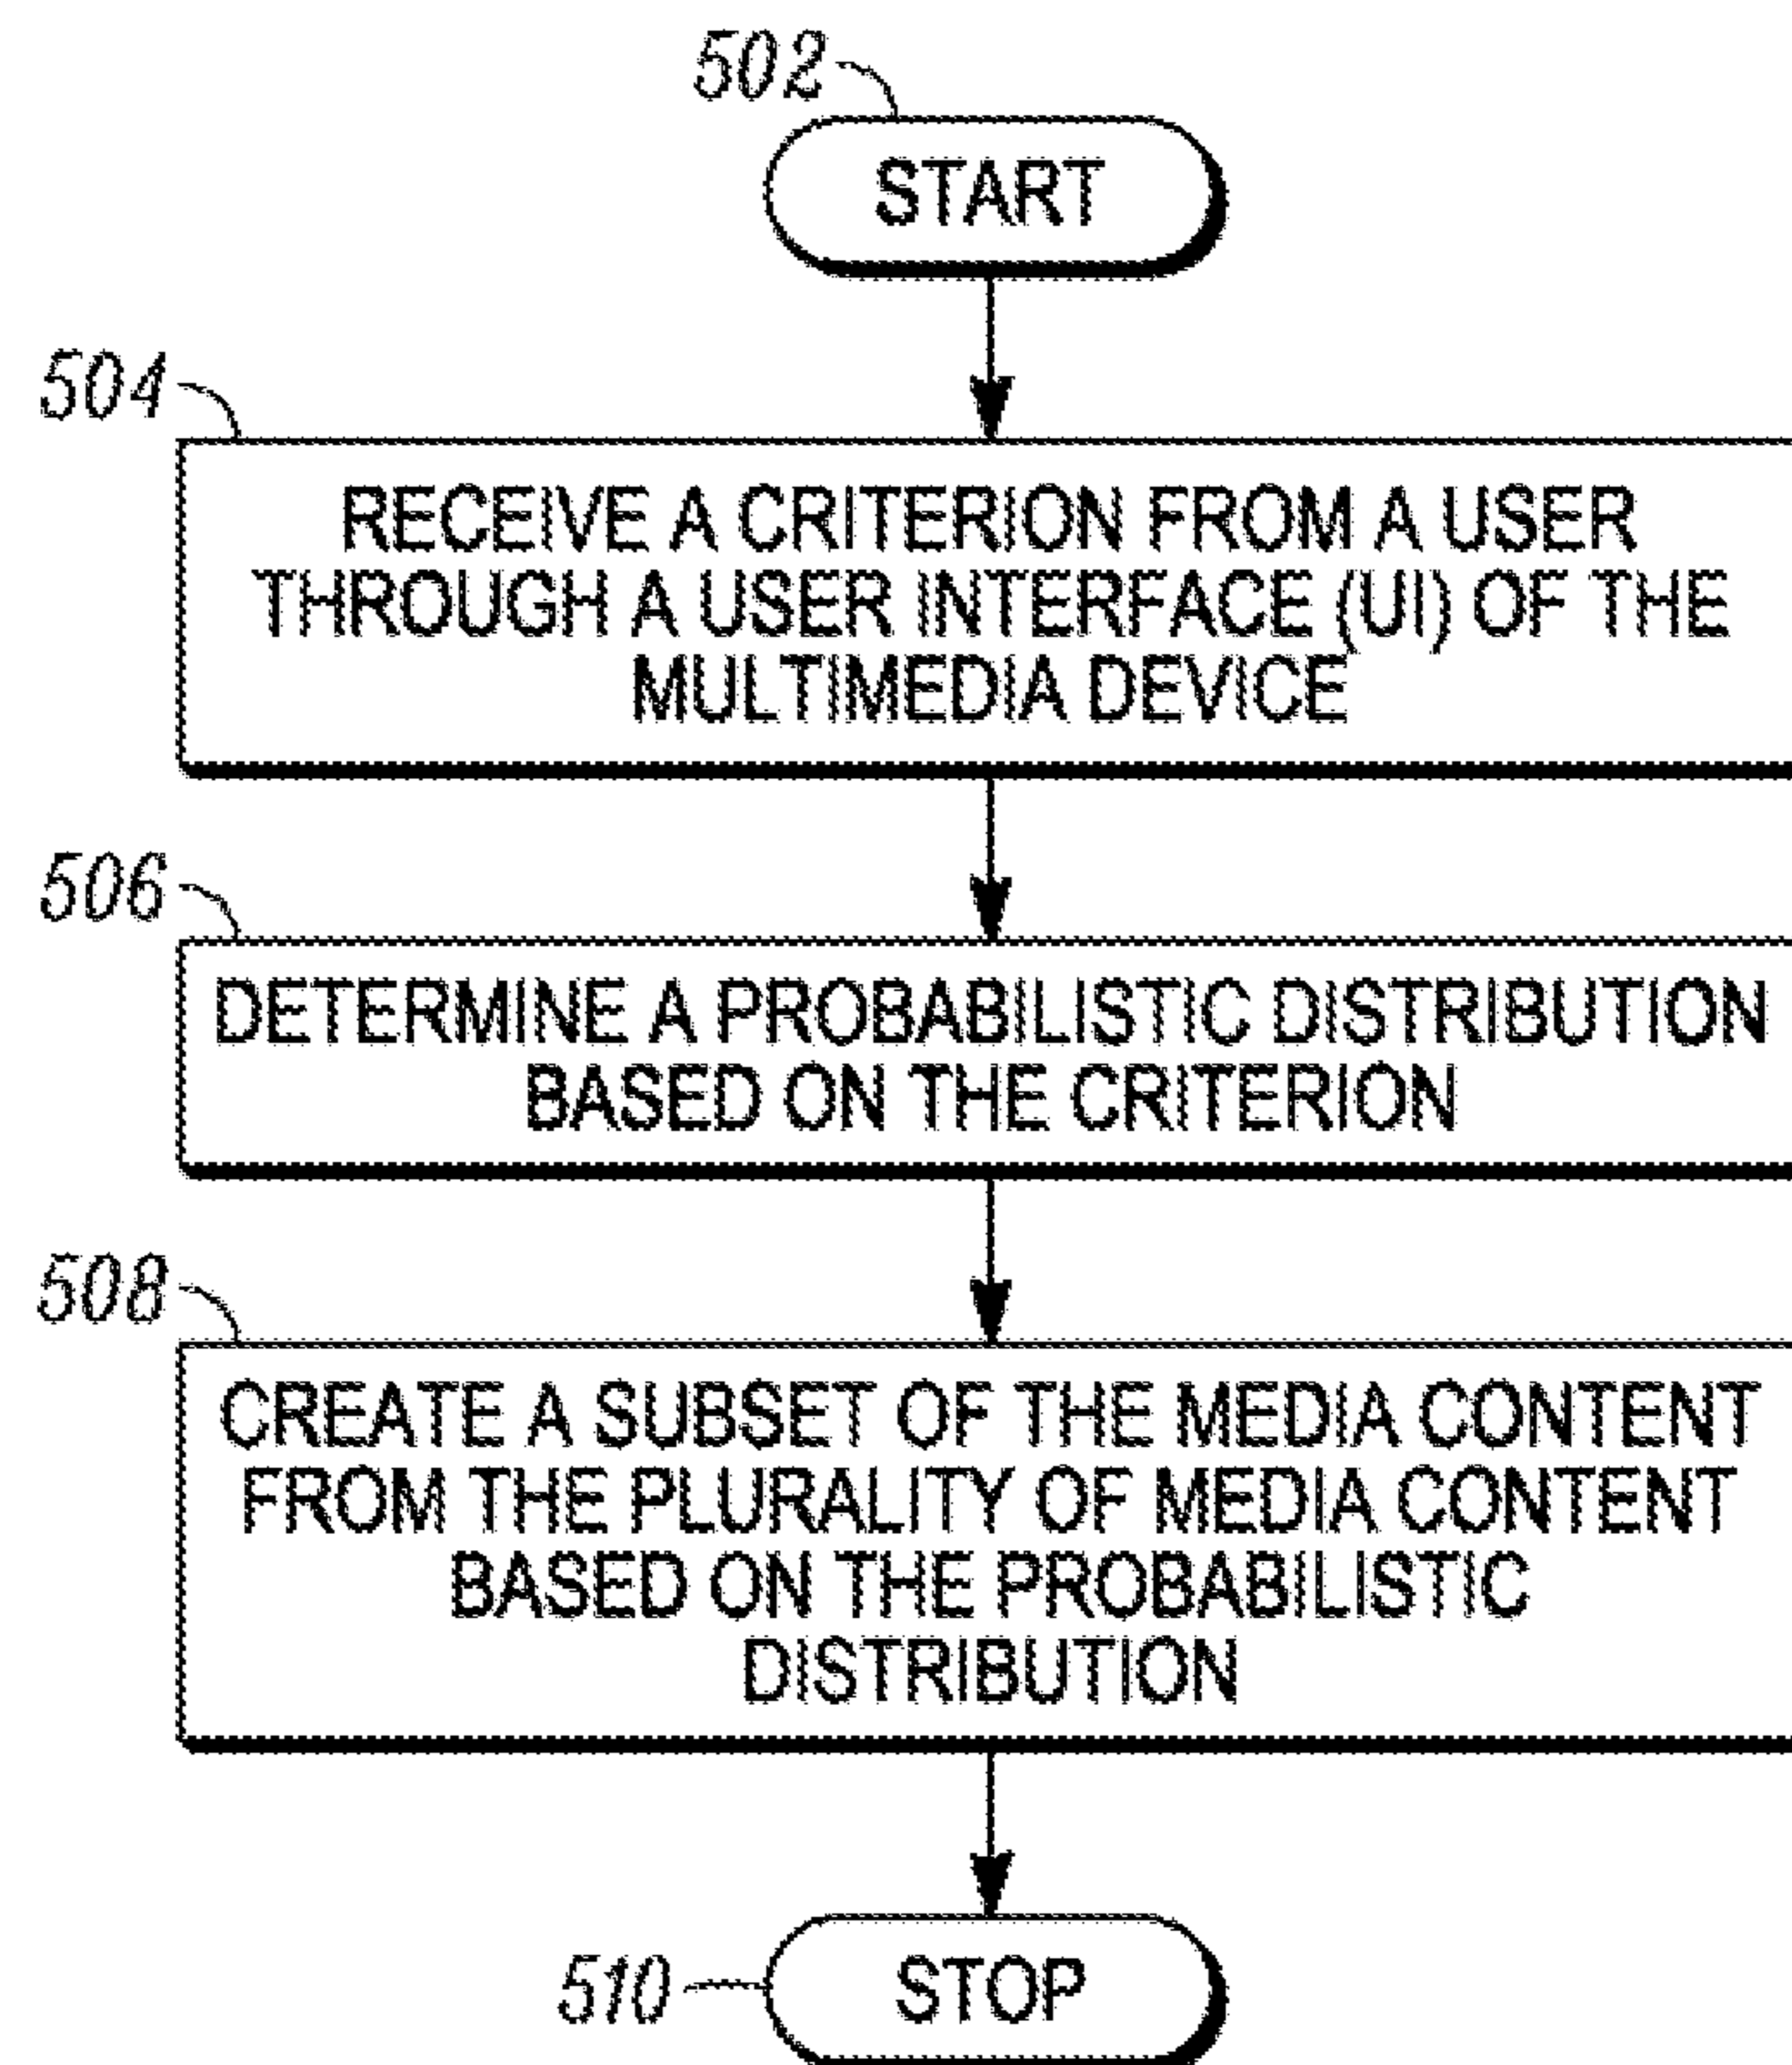 502
START
504
RECEIVE A CRITERION FROM A USER
THROUGH A USER INTERFACE (UI) OF THE
MULTIMEDIA DEVICE
506
DETERMINE A PROBABILISTIC DISTRIBUTION
BASED ON THE CRITERION
508
CREATE A SUBSET OF THE MEDIA CONTENT
FROM THE PLURALITY OF MEDIA CONTENT
BASED ON THE PROBABILISTIC
DISTRIBUTION
510
STOP